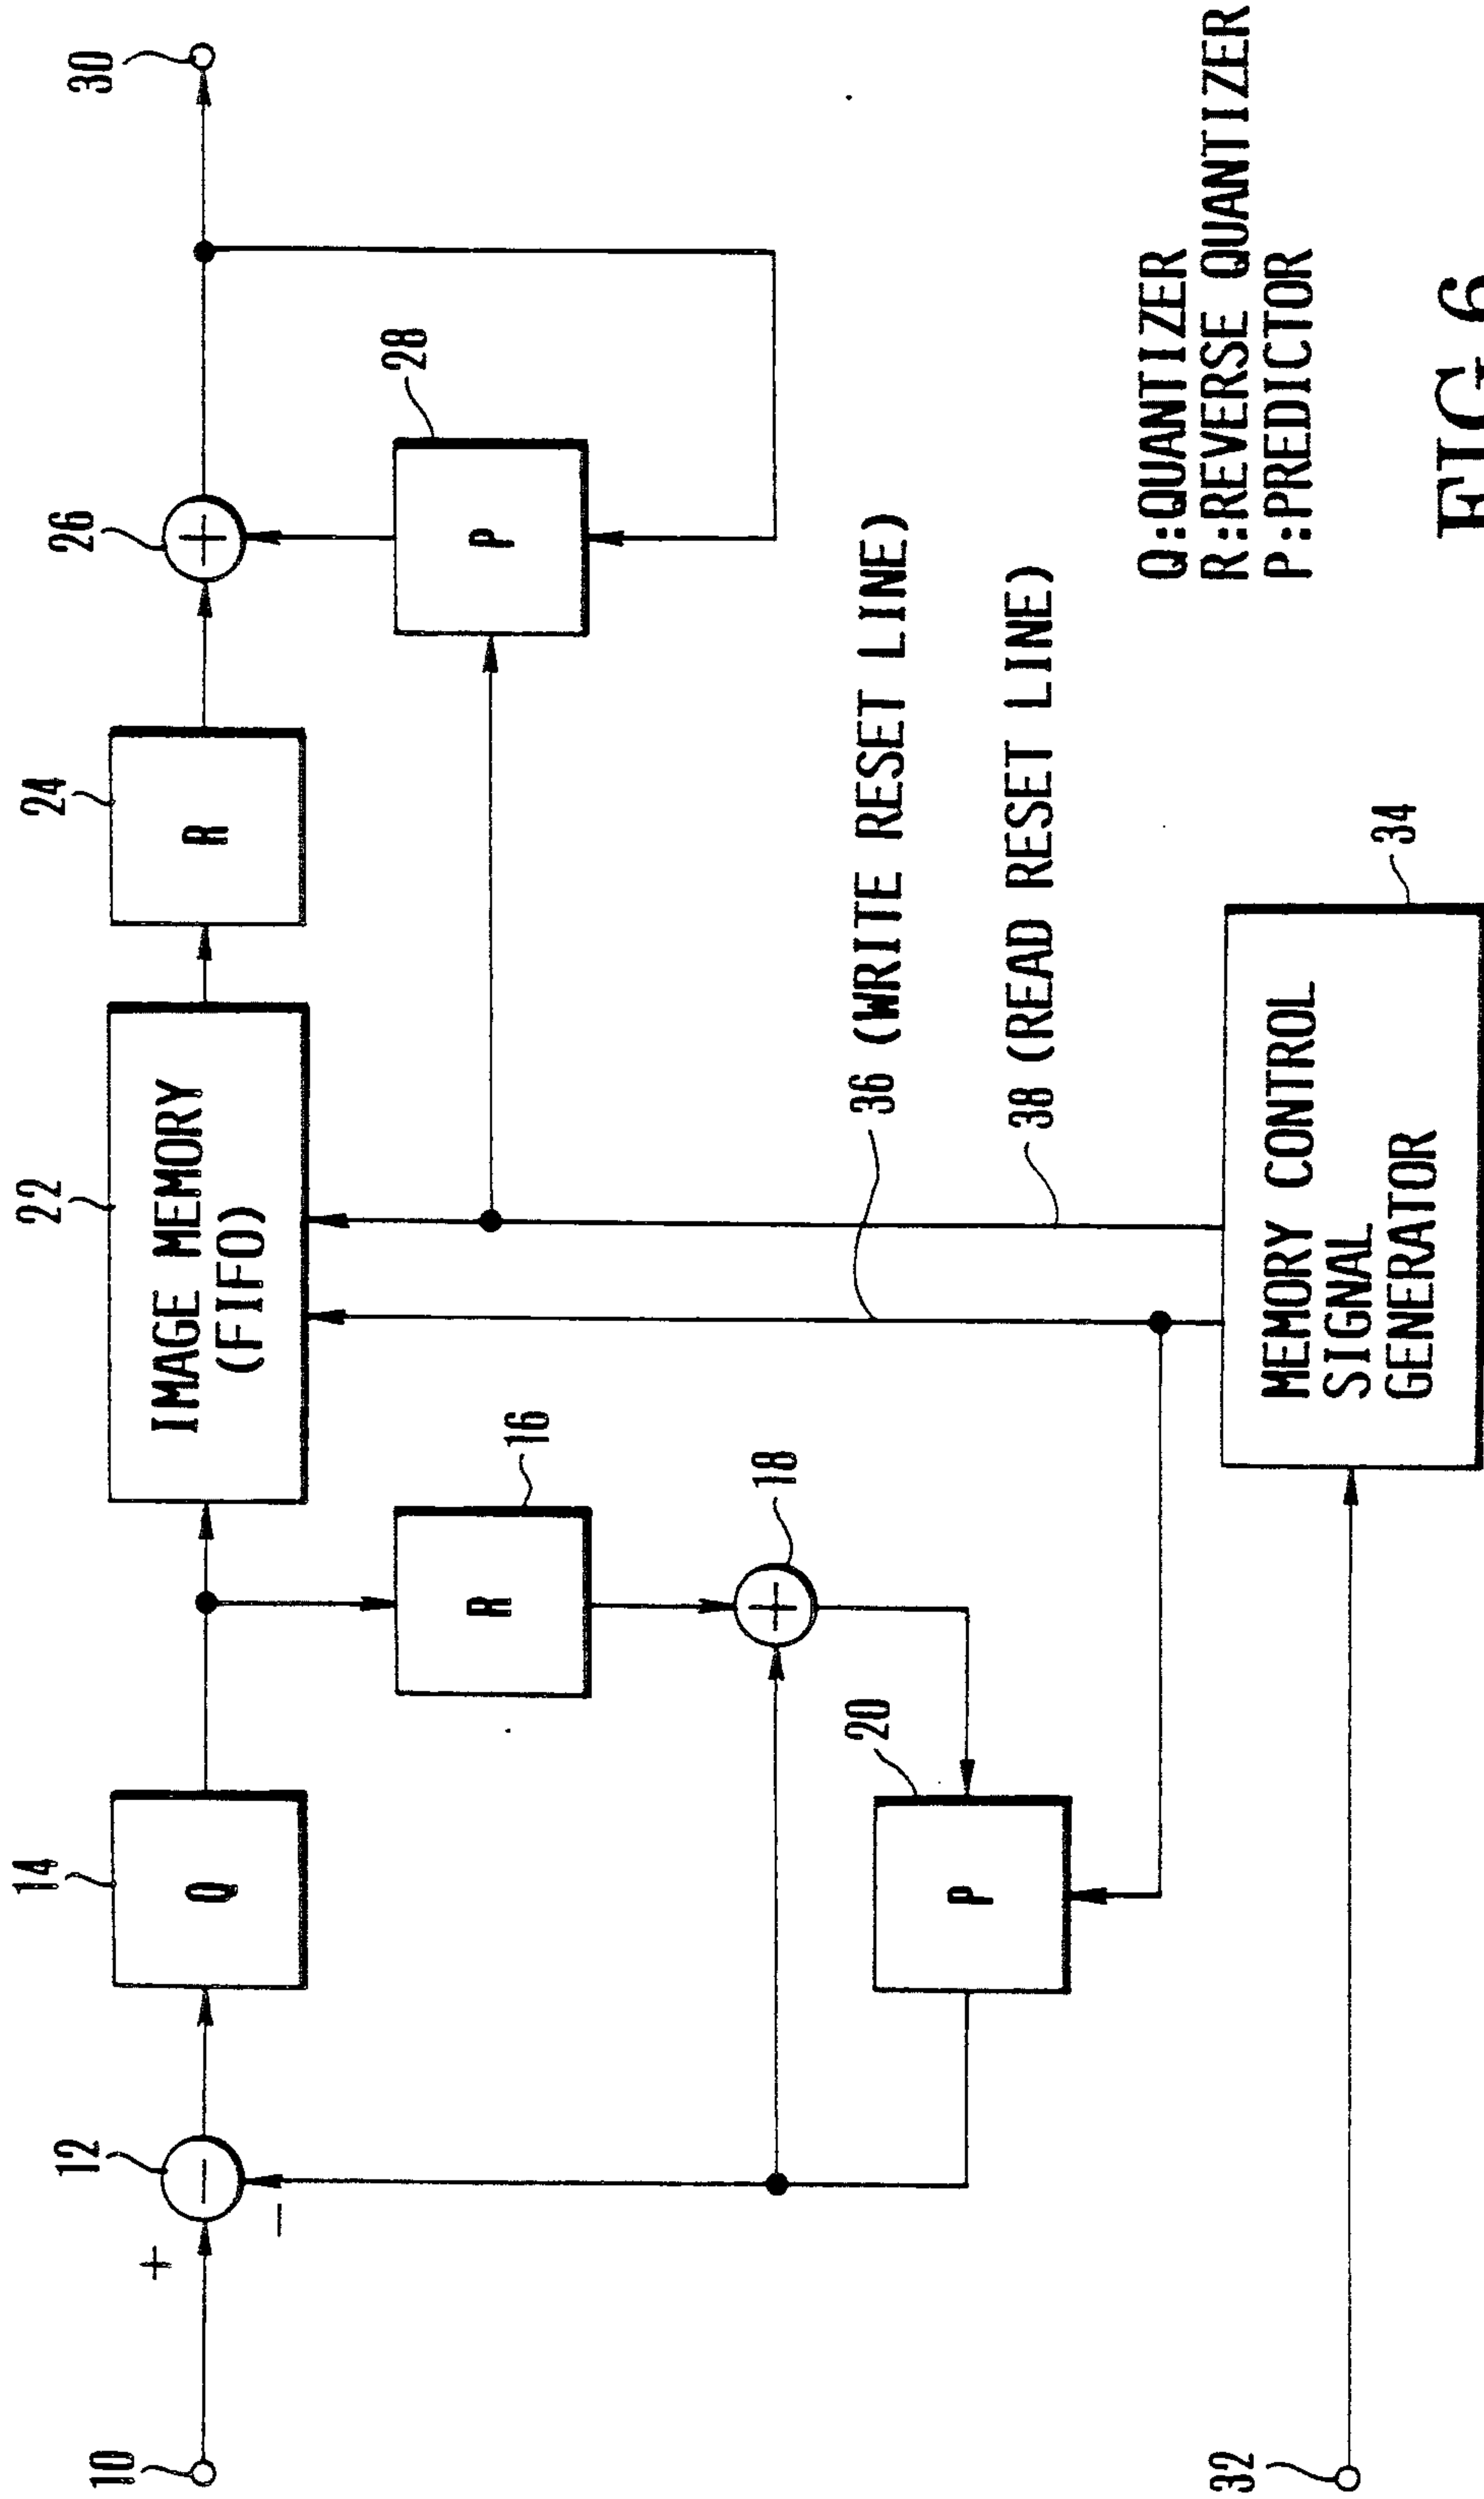 22
24
26
30
14
12
10
IMAGE MEMORY
(FIFO)
Q
R
28
P
16
R
18
20
P
+
−
36 (WRITE RESET LINE)
38 (READ RESET LINE)
32
MEMORY CONTROL
SIGNAL
GENERATOR
34
Q:QUANTIZER
R:REVERSE QUANTIZER
P:PREDICTOR
FIG.6